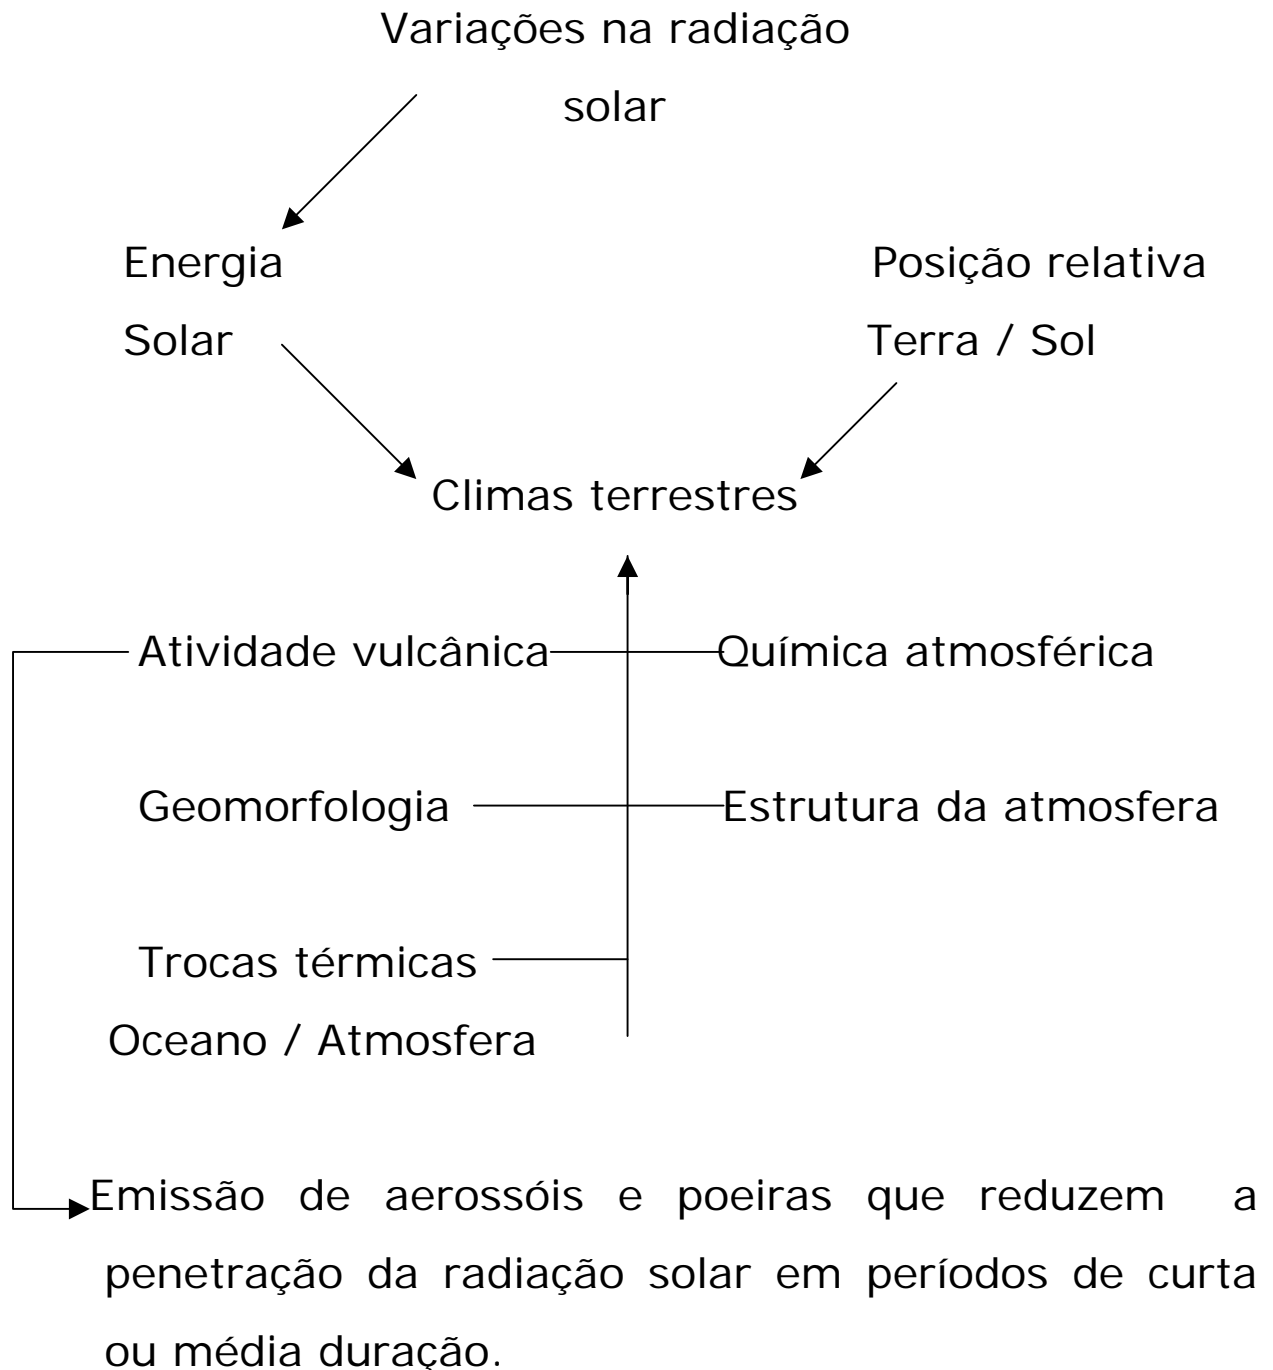 Variações na radiação
solar
Energia
Solar
Posição relativa
Terra / Sol
Climas terrestres
Atividade vulcânica
Química atmosférica
Geomorfologia
Estrutura da atmosfera
Trocas térmicas
Oceano / Atmosfera
Emissão de aerossóis e poeiras que reduzem a
penetração da radiação solar em períodos de curta
ou média duração.